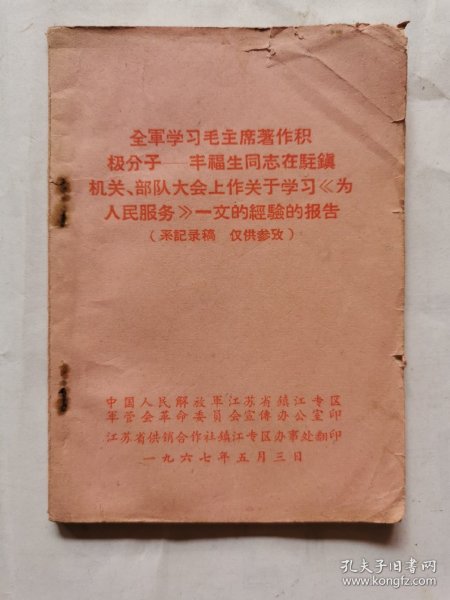 全軍学习毛主席著作积
极分子——丰福生同志在駐鎮
机关、部队大会上作关于学习《为
人民服务》一文的經驗的报告
（系記录稿 仅供参攷）
中国人民解放軍江苏省鎮江专区
軍管会革命委員会宣傳办公室印
江苏省供销合作社鎮江专区办事处翻印
一九六七年五月三日
孔夫子旧书网
www.kongfz.com